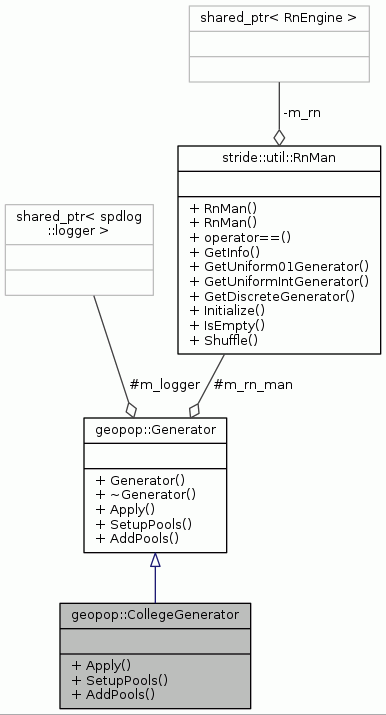 shared_ptr< RnEngine >
-m_rn
stride::util::RnMan
+ RnMan()
+ RnMan()
+ operator==()
+ GetInfo()
+ GetUniform01Generator()
+ GetUniformIntGenerator()
+ GetDiscreteGenerator()
+ Initialize()
+ IsEmpty()
+ Shuffle()
shared_ptr< spdlog
::logger >
#m_logger
#m_rn_man
geopop::Generator
+ Generator()
+ ~Generator()
+ Apply()
+ SetupPools()
+ AddPools()
geopop::CollegeGenerator
+ Apply()
+ SetupPools()
+ AddPools()